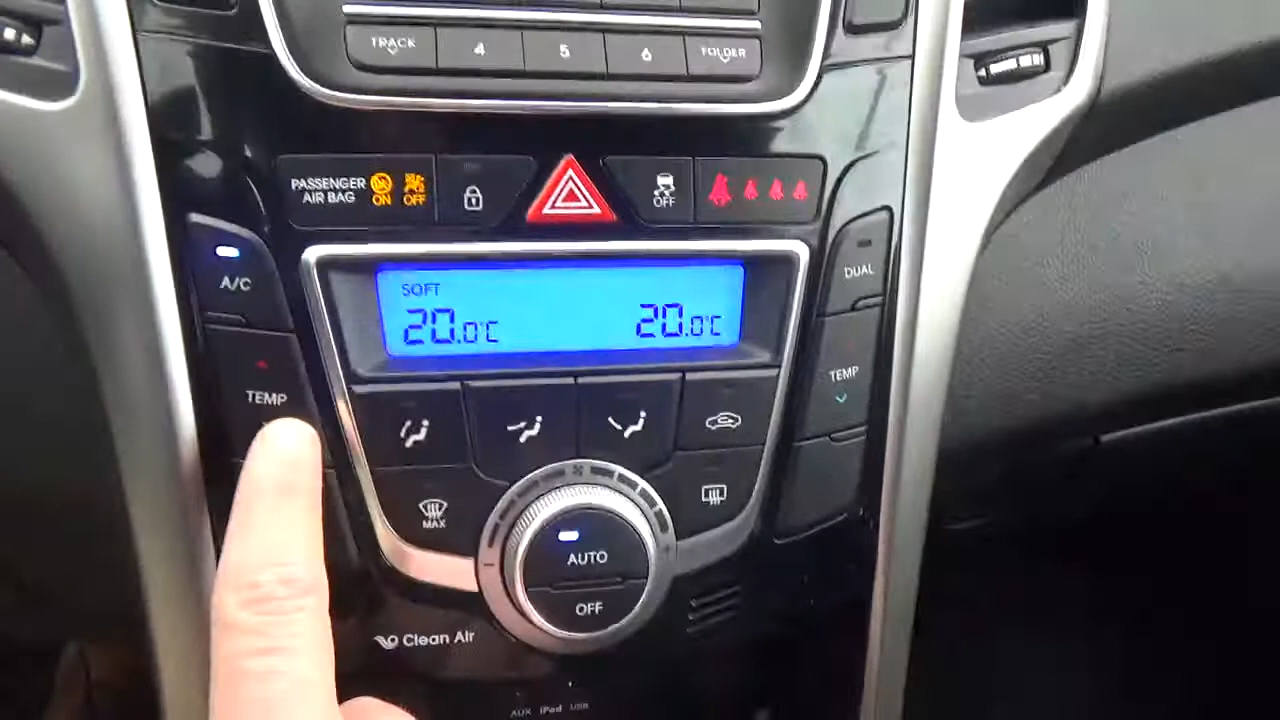 TRACK 4 5 6 FOLDER
PASSENGER AIR BAG ON OFF
OFF
A/C
DUAL
SOFT
20.0°C 20.0°C
TEMP
TEMP
MAX
AUTO
OFF
Clean Air
AUX iPod USB